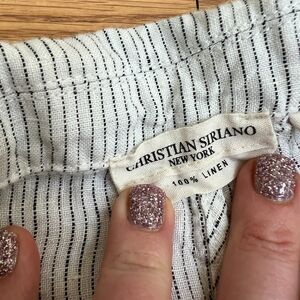 CHRISTIAN SIRIANO
NEW YORK
100% LINEN